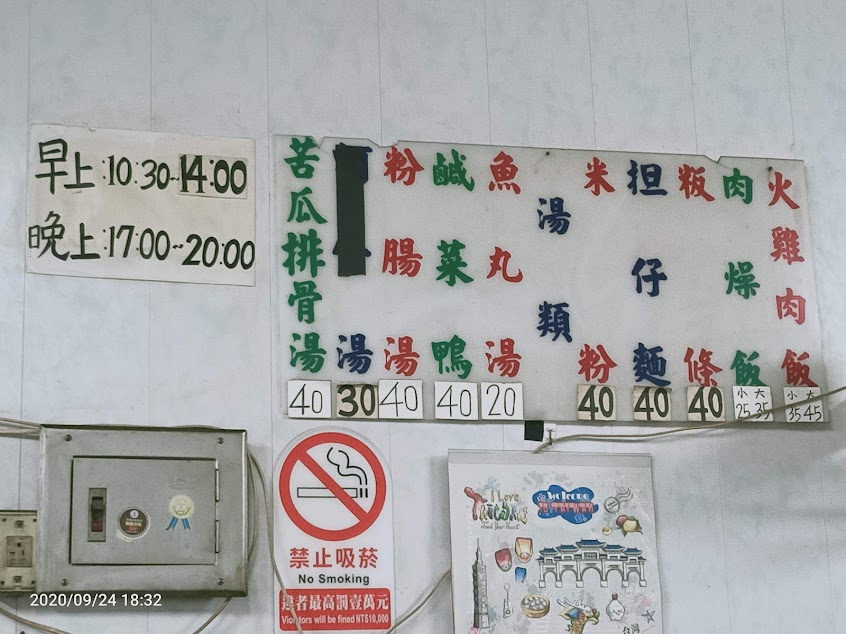 早上:10:30~14:00
晚上:17:00~20:00
火雞肉飯
小 大
35 45
肉燥飯
小 大
25 35
粄條
40
担仔麵
40
米粉
40
湯類
魚丸湯
20
鹹菜鴨
40
粉腸湯
40
湯
30
苦瓜排骨湯
40
禁止吸菸
No Smoking
違者最高罰壹萬元
Violators will be fined NT$10,000
I Love
TAIWAN
2020/09/24 18:32